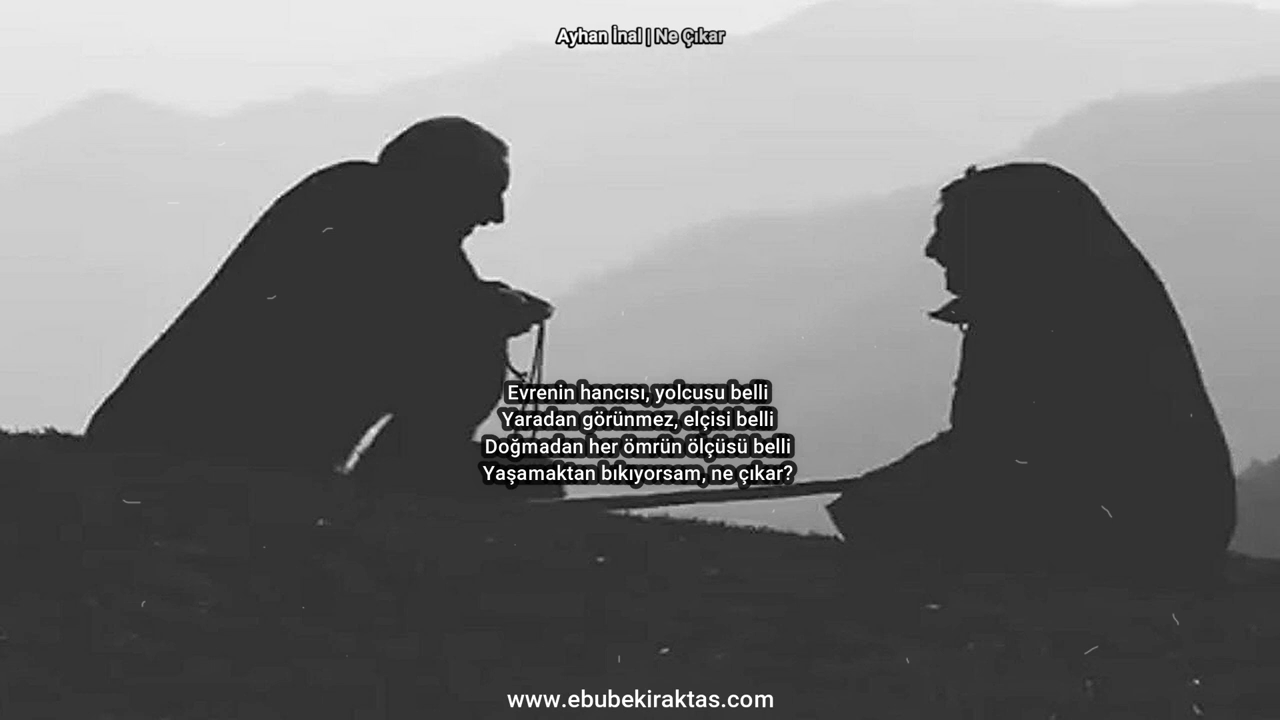 Ayhan İnal | Ne Çıkar
Evrenin hancısı, yolcusu belli
Yaradan görünmez, elçisi belli
Doğmadan her ömrün ölçüsü belli
Yaşamaktan bıkıyorsam, ne çıkar?
www.ebubekiraktas.com